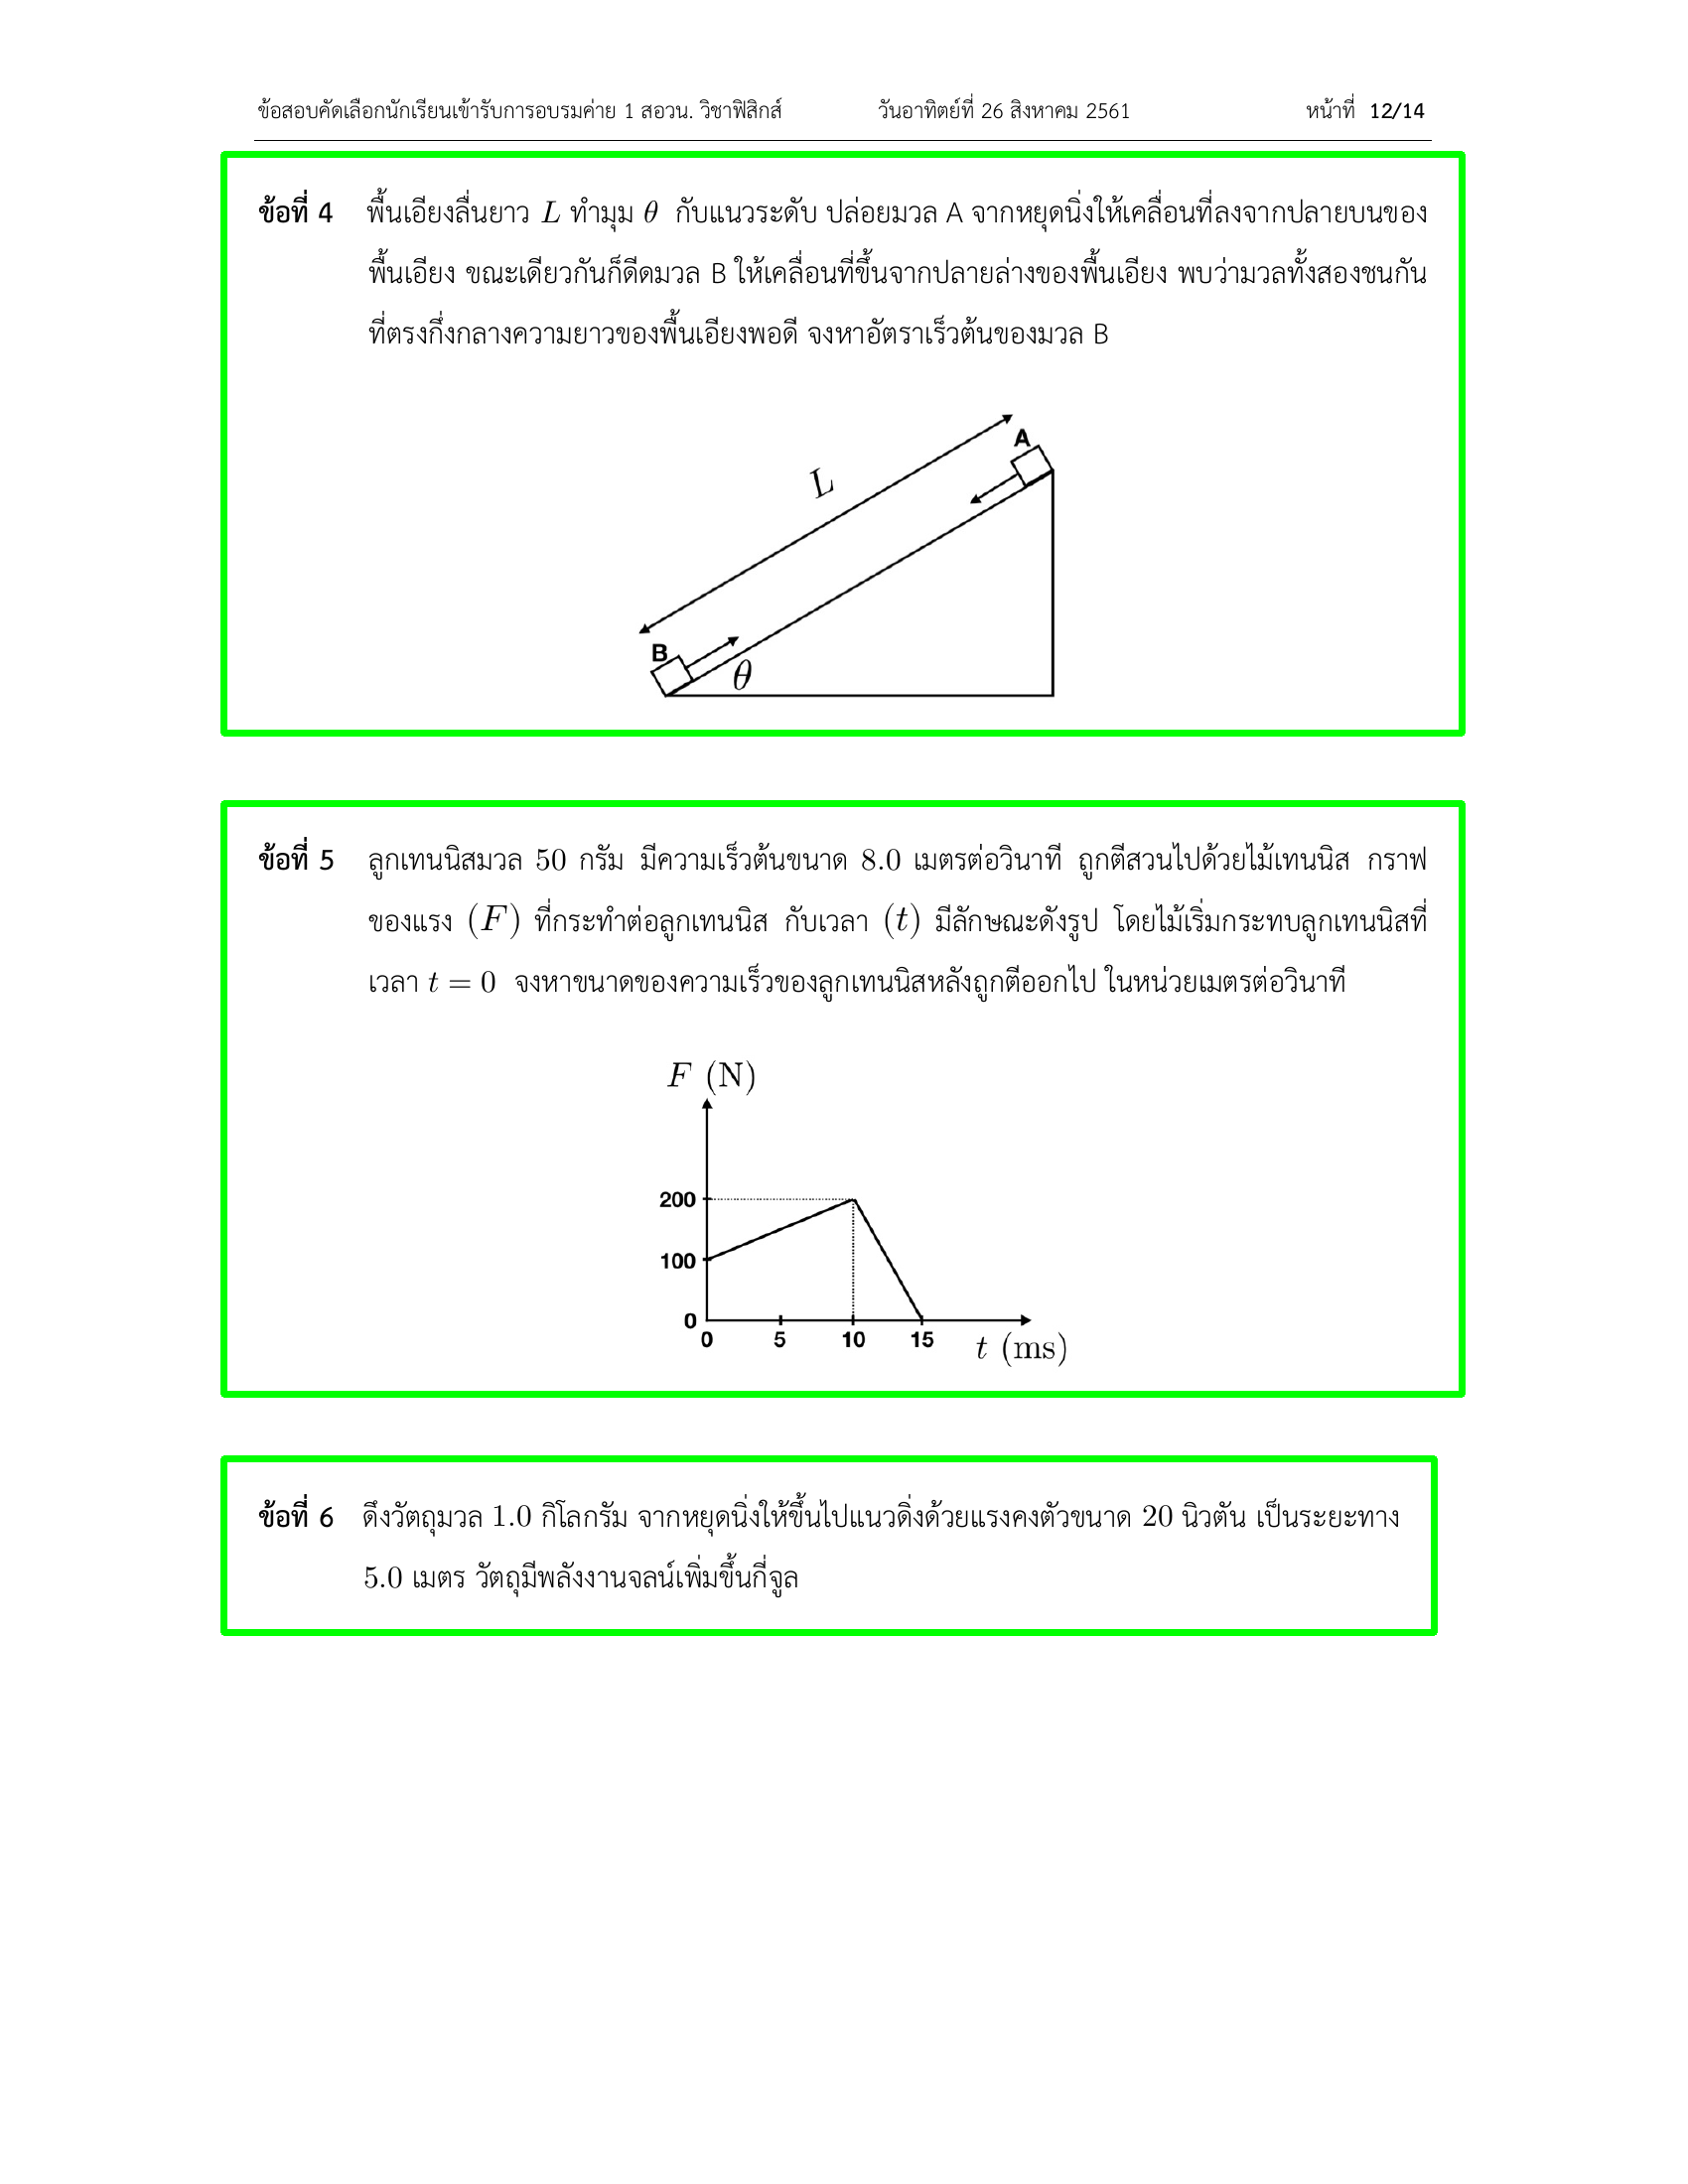 ข้อสอบคัดเลือกนักเรียนเข้ารับการอบรมค่าย 1 สอวน. วิชาฟิสิกส์ วันอาทิตย์ที่ 26 สิงหาคม 2561 หน้าที่ 12/14
ข้อที่ 4 พื้นเอียงลื่นยาว L ทำมุม θ กับแนวระดับ ปล่อยมวล A จากหยุดนิ่งให้เคลื่อนที่ลงจากปลายบนของ
พื้นเอียง ขณะเดียวกันก็ดีดมวล B ให้เคลื่อนที่ขึ้นจากปลายล่างของพื้นเอียง พบว่ามวลทั้งสองชนกัน
ที่ตรงกึ่งกลางความยาวของพื้นเอียงพอดี จงหาอัตราเร็วต้นของมวล B
A
L
B
θ
ข้อที่ 5 ลูกเทนนิสมวล 50 กรัม มีความเร็วต้นขนาด 8.0 เมตรต่อวินาที ถูกตีสวนไปด้วยไม้เทนนิส กราฟ
ของแรง (F) ที่กระทำต่อลูกเทนนิส กับเวลา (t) มีลักษณะดังรูป โดยไม้เริ่มกระทบลูกเทนนิสที่
เวลา t = 0 จงหาขนาดของความเร็วของลูกเทนนิสหลังถูกตีออกไป ในหน่วยเมตรต่อวินาที
F (N)
200
100
0
0 5 10 15 t (ms)
ข้อที่ 6 ดึงวัตถุมวล 1.0 กิโลกรัม จากหยุดนิ่งให้ขึ้นไปแนวดิ่งด้วยแรงคงตัวขนาด 20 นิวตัน เป็นระยะทาง
5.0 เมตร วัตถุมีพลังงานจลน์เพิ่มขึ้นกี่จูล